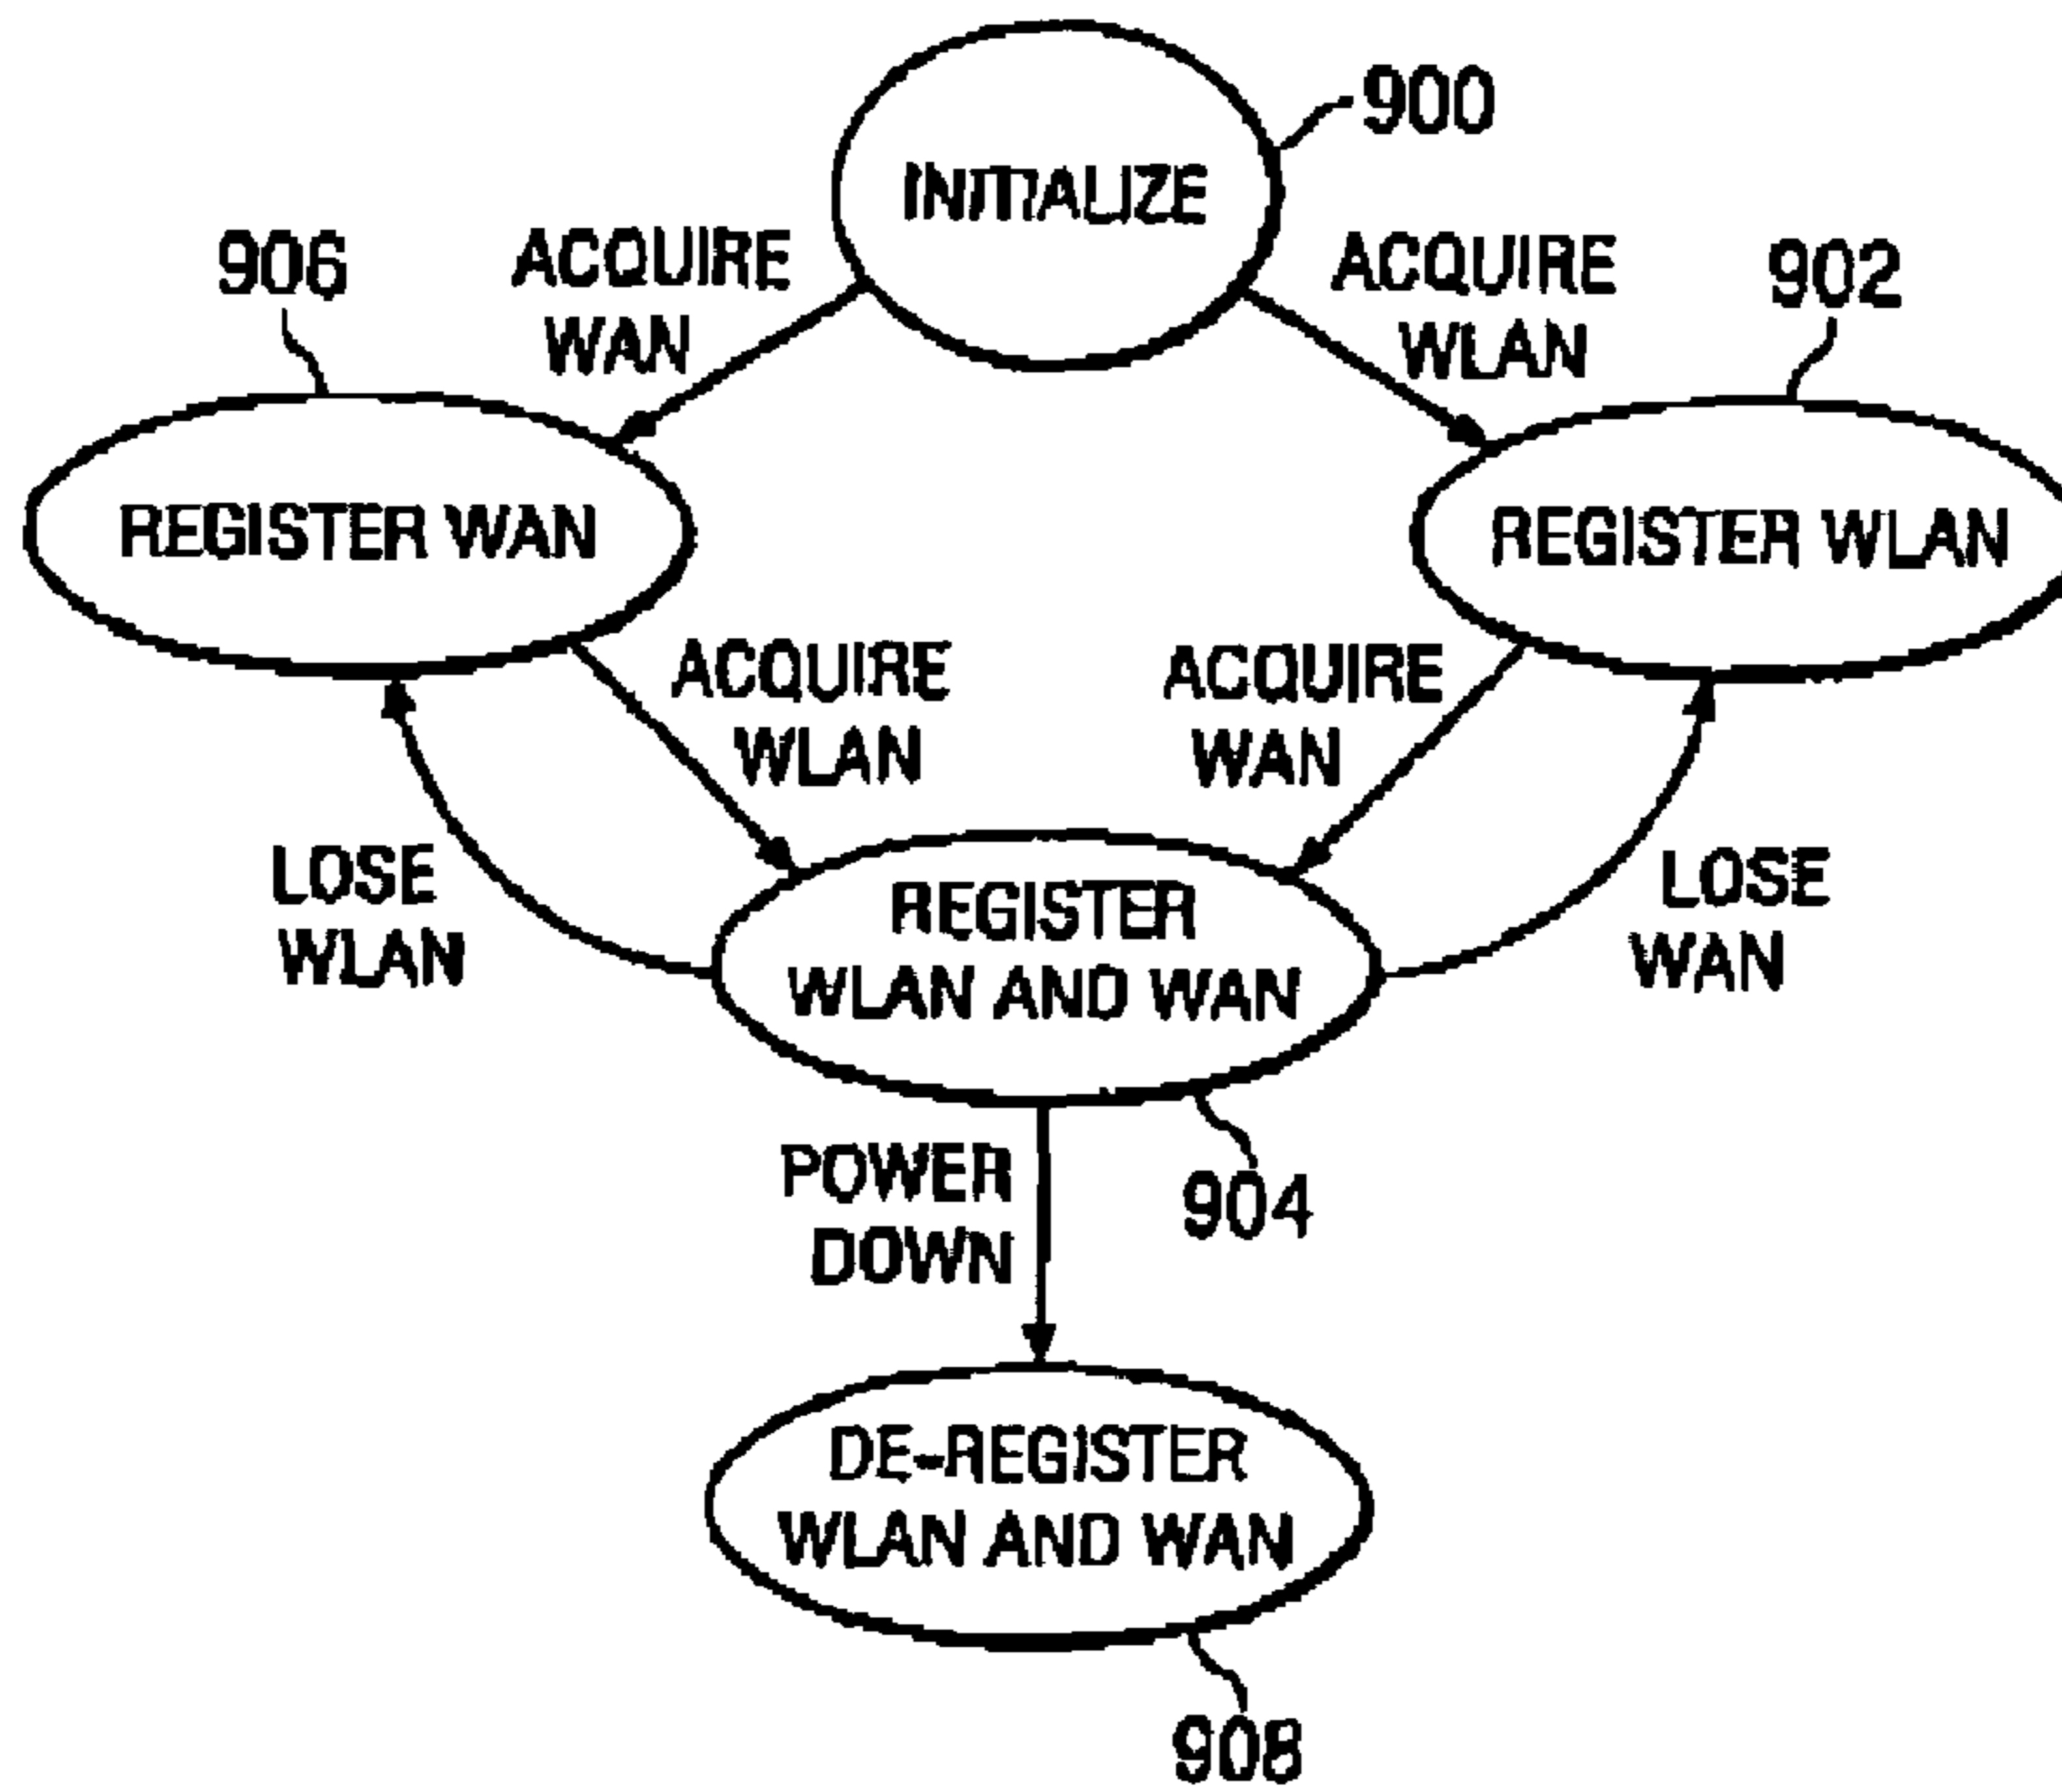 900
INITIALIZE
906
ACQUIRE
WAN
ACQUIRE
WLAN
902
REGISTER WAN
REGISTER WLAN
ACQUIRE
WLAN
ACQUIRE
WAN
LOSE
WLAN
REGISTER
WLAN AND WAN
LOSE
WAN
POWER
DOWN
904
DE-REGISTER
WLAN AND WAN
908